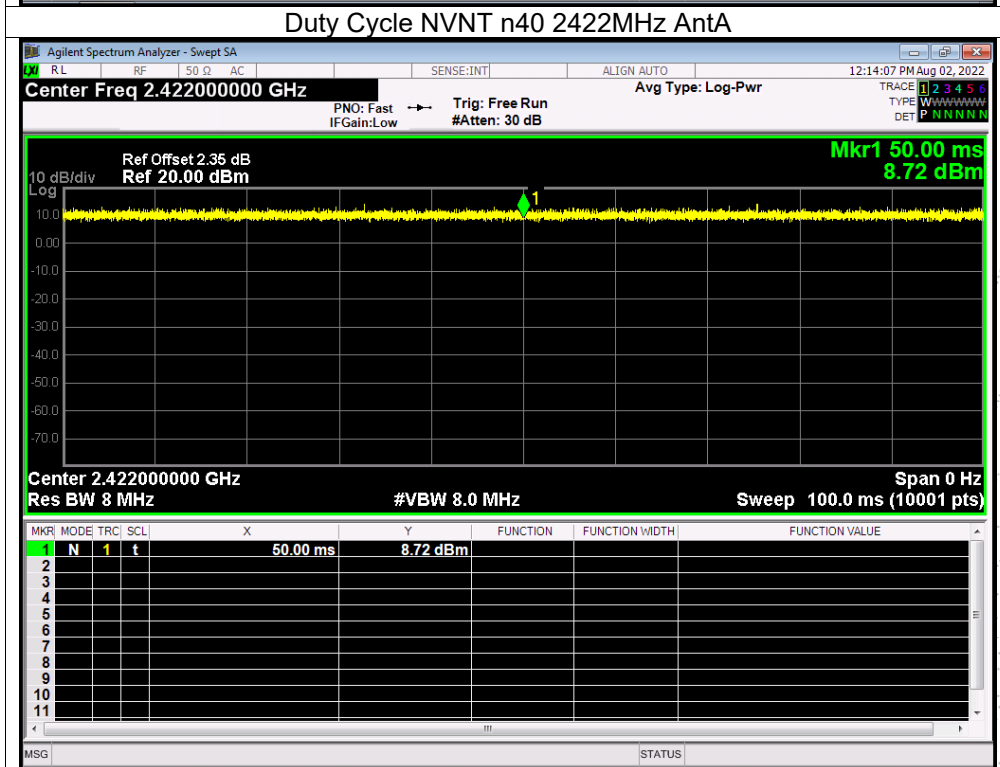 Duty Cycle NVNT n40 2422MHz AntA
Agilent Spectrum Analyzer - Swept SA
LXI RL RF 50 Ω AC SENSE:INT ALIGN AUTO 12:14:07 PM Aug 02, 2022
Center Freq 2.422000000 GHz Avg Type: Log-Pwr TRACE 1 2 3 4 5 6
PNO: Fast Trig: Free Run TYPE WWWWWW
IFGain:Low #Atten: 30 dB DET P N N N N N
Mkr1 50.00 ms
Ref Offset 2.35 dB
10 dB/div Ref 20.00 dBm 8.72 dBm
Log
1
10.0
0.00
-10.0
-20.0
-30.0
-40.0
-50.0
-60.0
-70.0
Center 2.422000000 GHz Span 0 Hz
Res BW 8 MHz #VBW 8.0 MHz Sweep 100.0 ms (10001 pts)
MKR MODE TRC SCL X Y FUNCTION FUNCTION WIDTH FUNCTION VALUE
1 N 1 t 50.00 ms 8.72 dBm
2
3
4
5
6
7
8
9
10
11
MSG STATUS